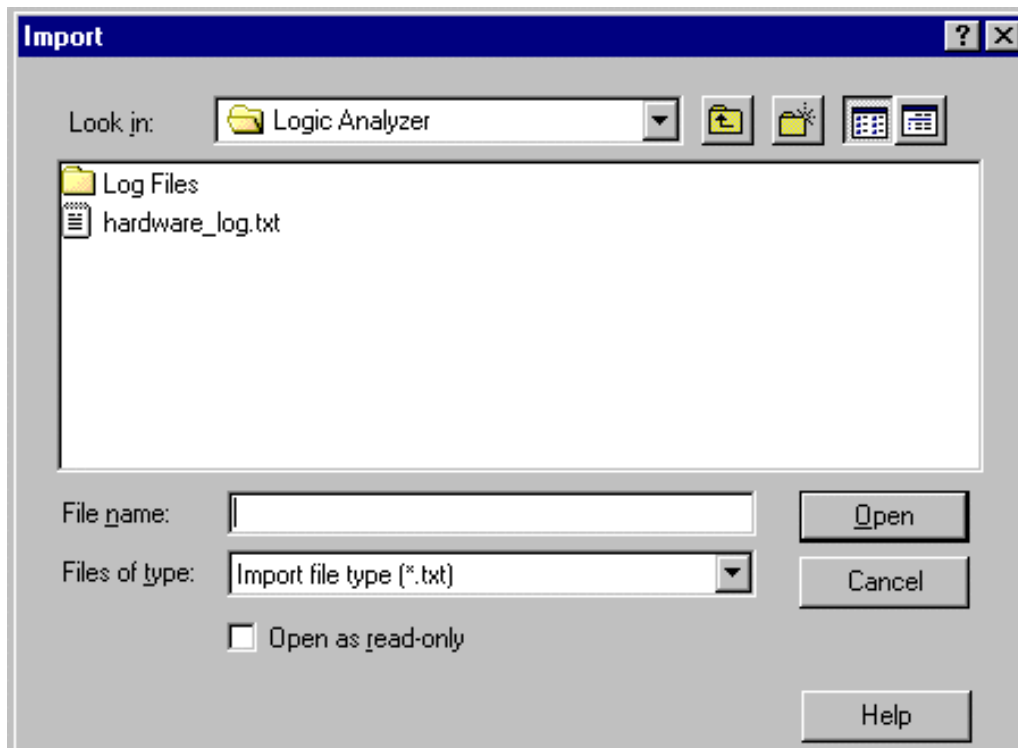 Import
Look in: Logic Analyzer
Log Files
hardware_log.txt
File name: Open
Files of type: Import file type (*.txt) Cancel
Open as read-only
Help